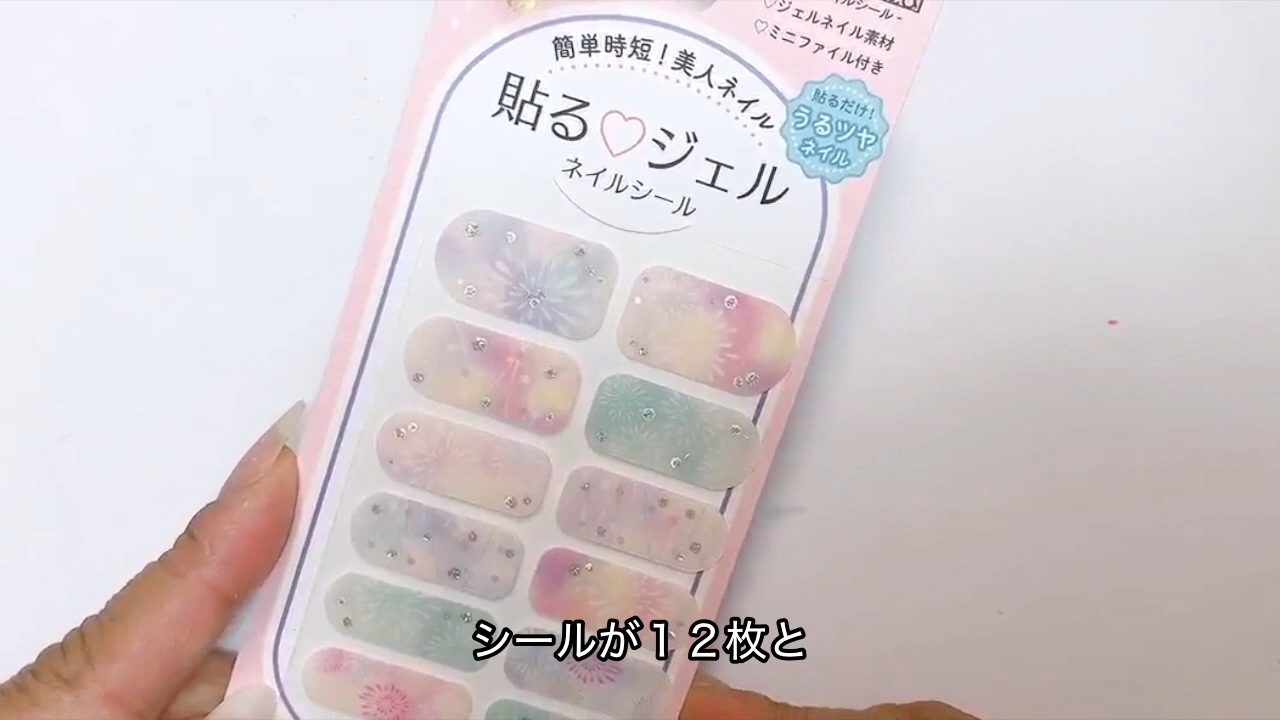 ネイルシール-
♡ジェルネイル素材
♡ミニファイル付き
簡単時短！美人ネイル
貼る♡ジェル
ネイルシール
貼るだけ！
うるツヤ
ネイル
シールが１２枚と